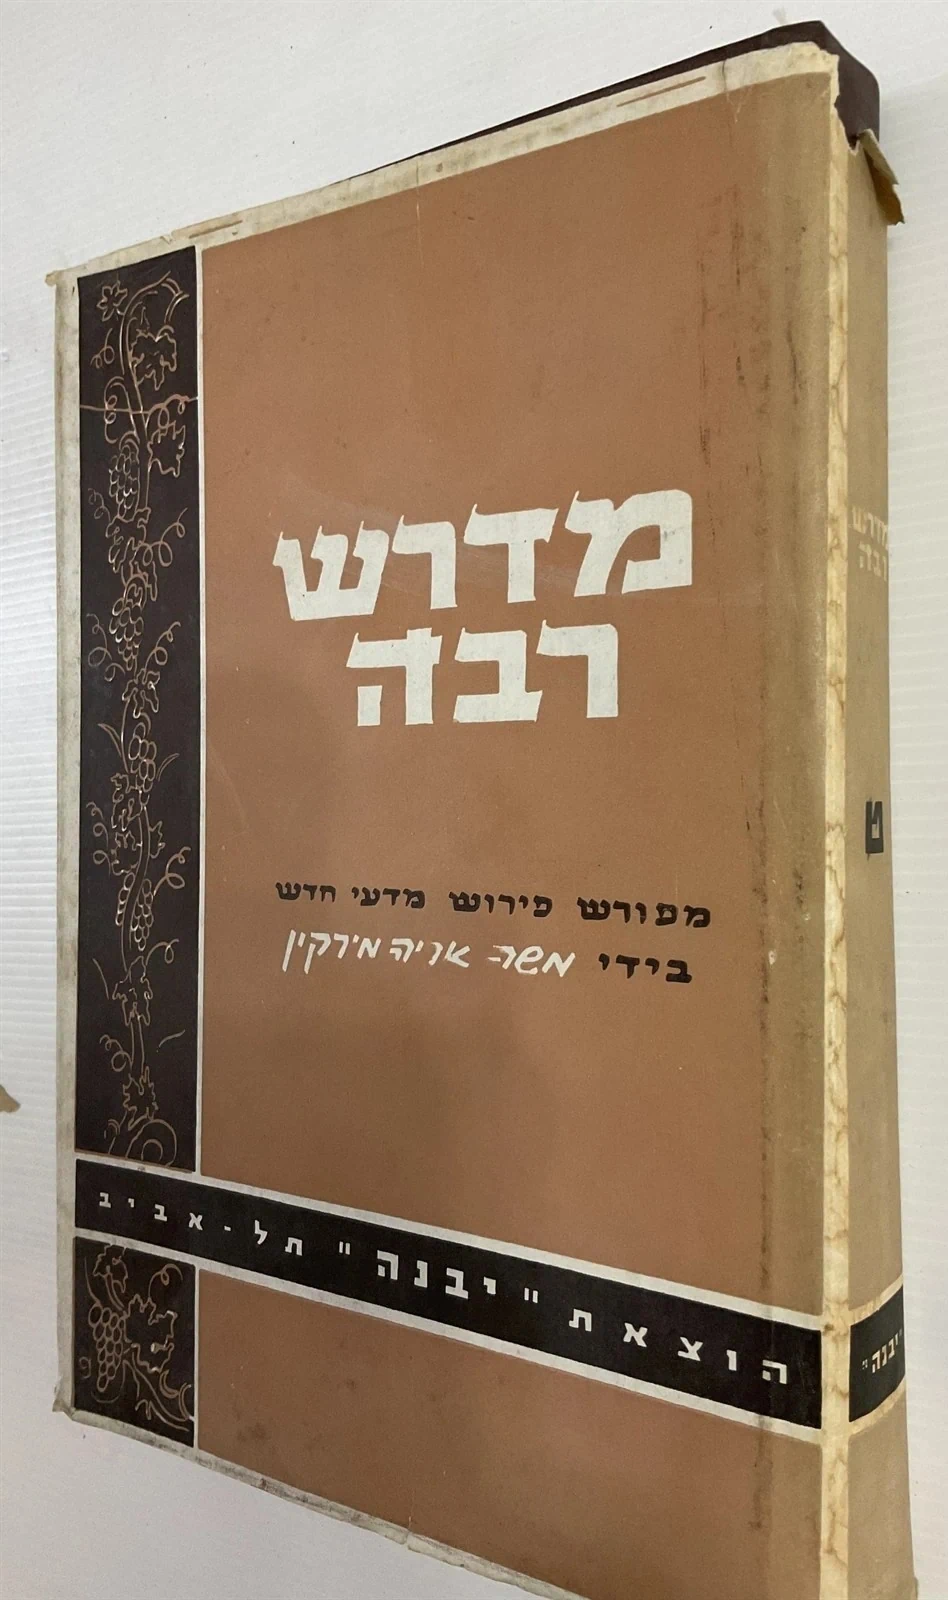 מדרש
רבה
מפורש פירוש מדעי חדש
בידי משה אריה מירקין
הוצאת "יבנה" תל-אביב
מדרש
רבה
ט
"יבנה"